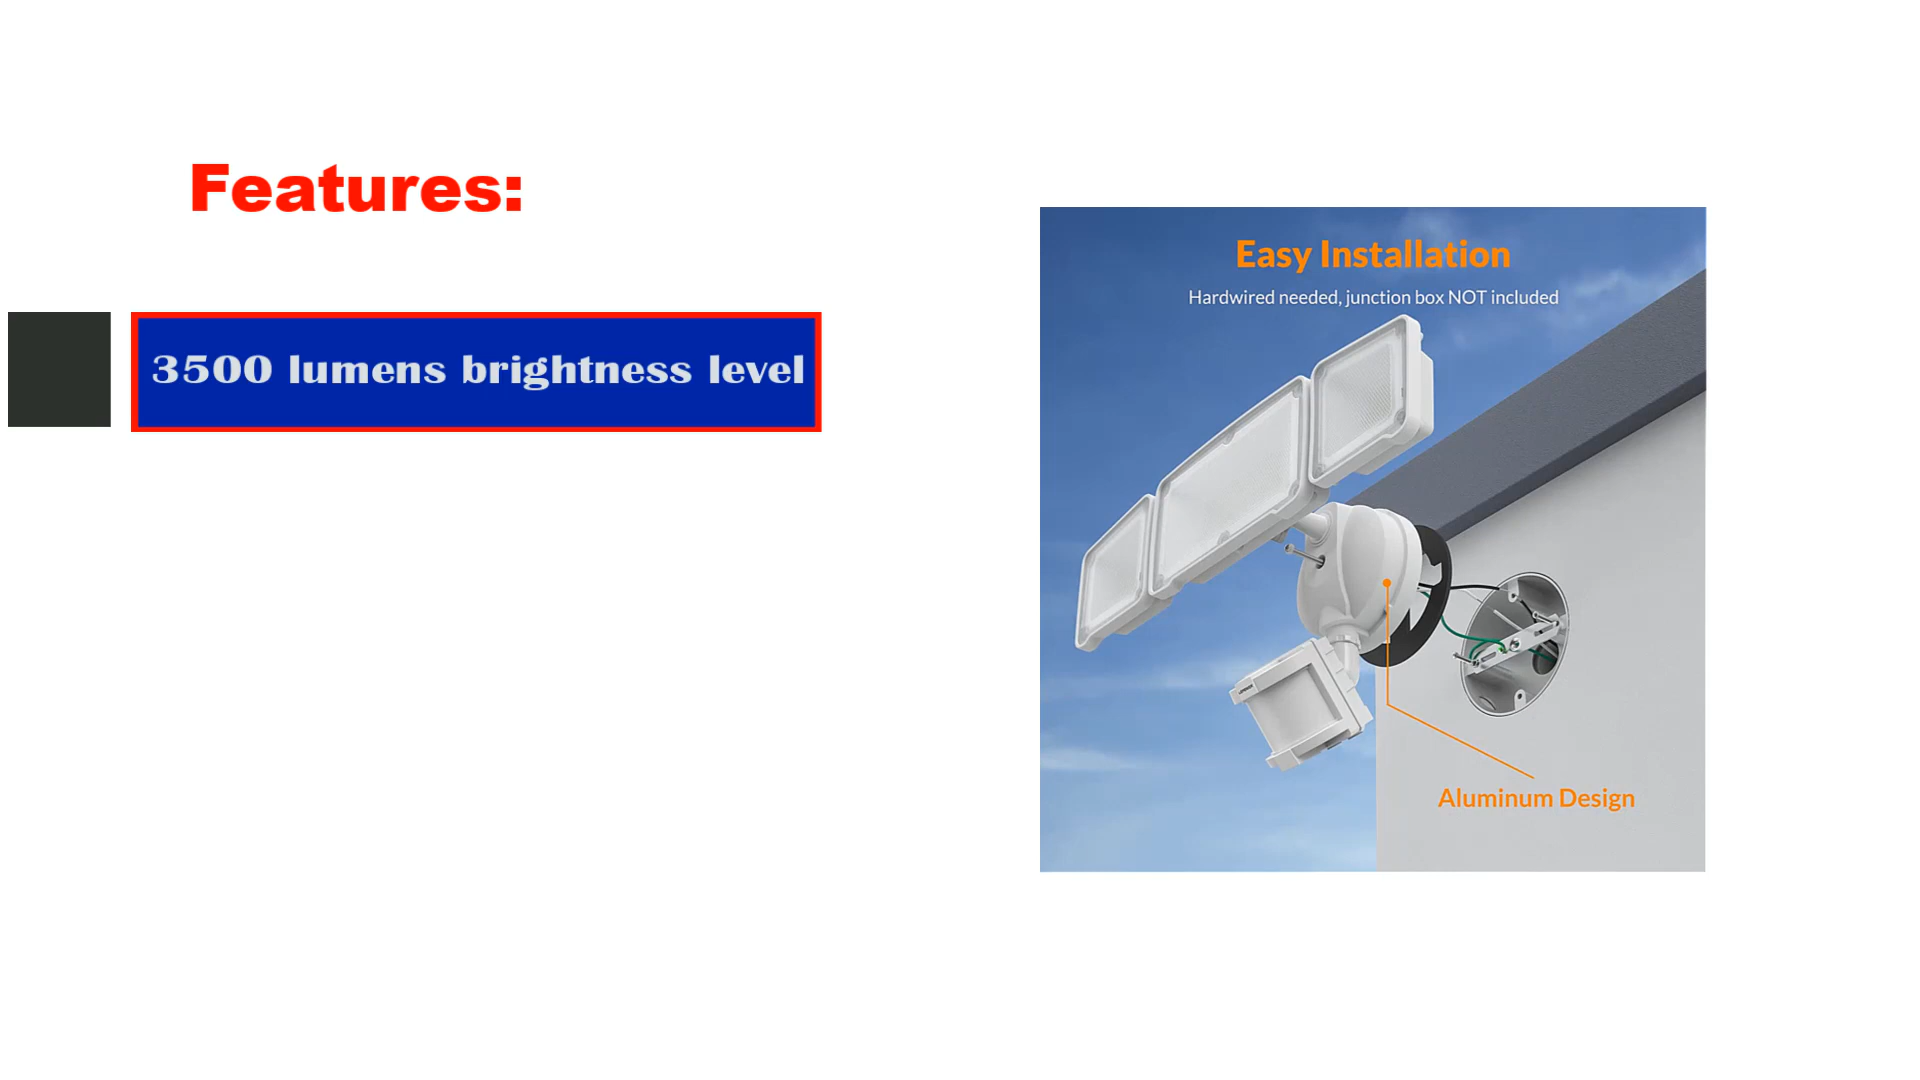 Features:
3500 lumens brightness level
Easy Installation
Hardwired needed, junction box NOT included
Aluminum Design